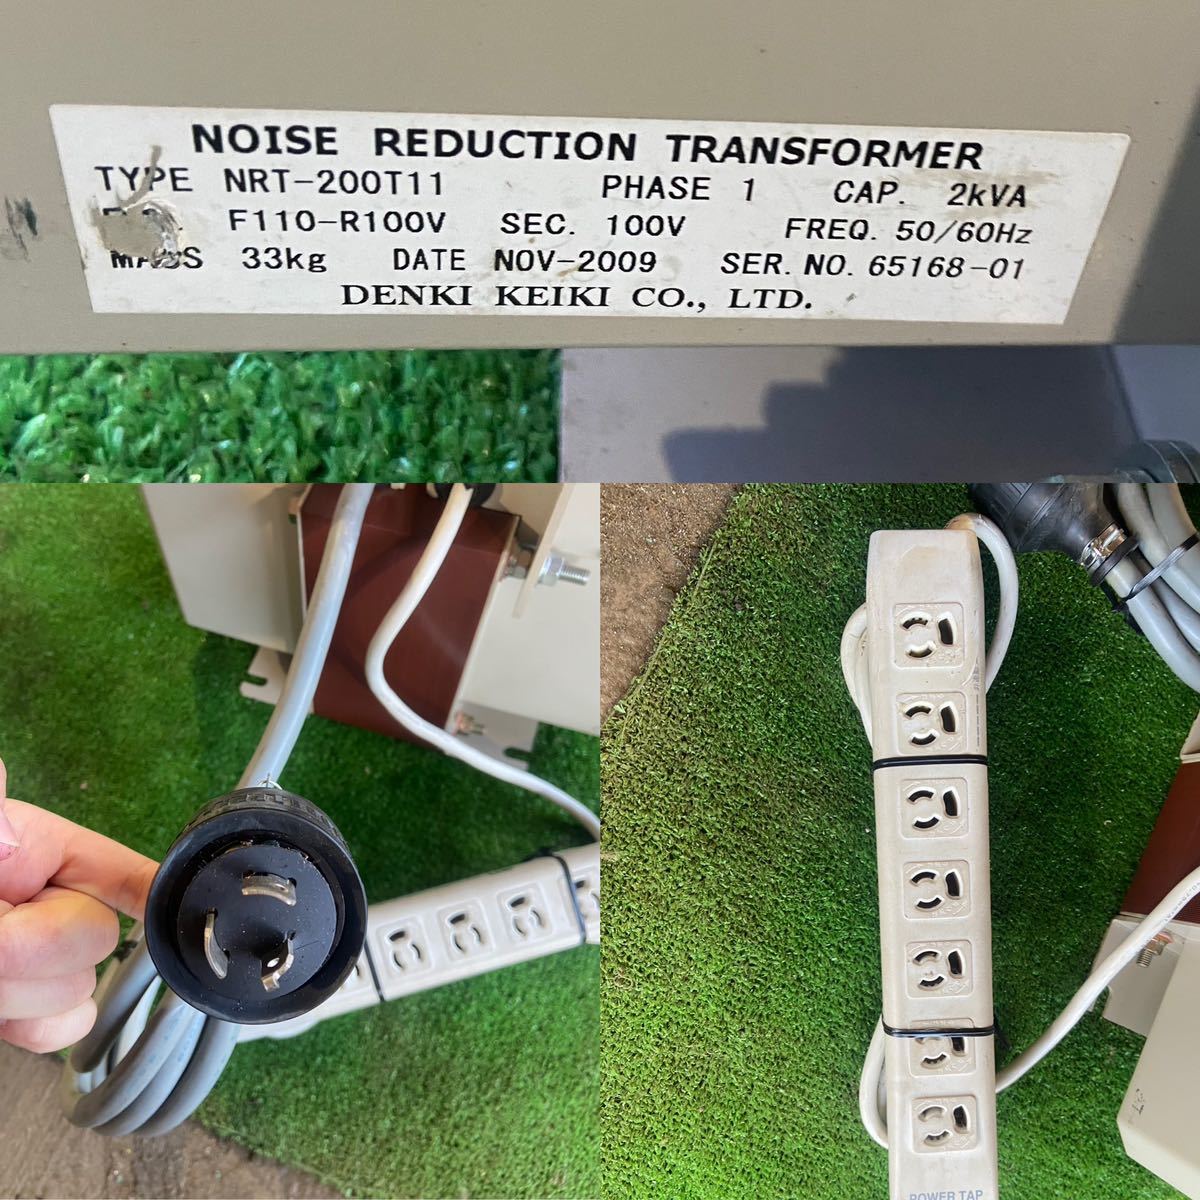 NOISE REDUCTION TRANSFORMER
TYPE NRT-200T11 PHASE 1 CAP. 2kVA
F110-R100V SEC. 100V FREQ. 50/60Hz
MASS 33kg DATE NOV-2009 SER. NO. 65168-01
DENKI KEIKI CO., LTD.
POWER TAP